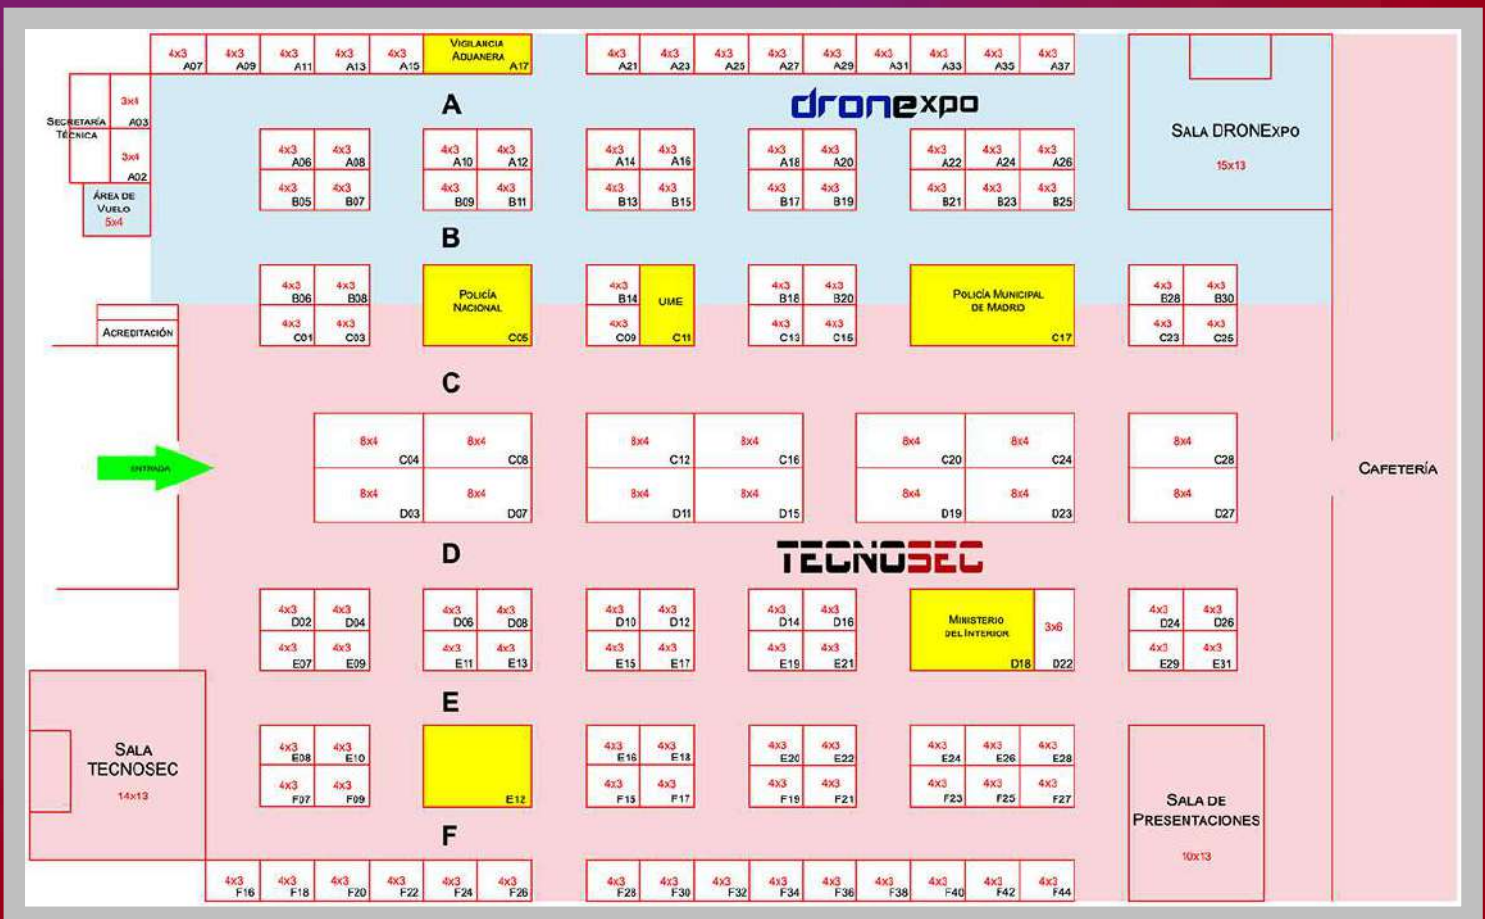 4x3 4x3 4x3 4x3 4x3 VIGILANCIA ADUANERA 4x3 4x3 4x3 4x3 4x3 4x3 4x3 4x3 4x3
A07 A09 A11 A13 A15 A17 A21 A23 A25 A27 A29 A31 A33 A35 A37
3x4
SECRETARÍA TÉCNICA A03
3x4
A02
ÁREA DE VUELO
5x4
A
dronexpo
SALA DRONEXPO
15x13
4x3 4x3 4x3 4x3 4x3 4x3 4x3 4x3 4x3 4x3 4x3
A06 A08 A10 A12 A14 A16 A18 A20 A22 A24 A26
4x3 4x3 4x3 4x3 4x3 4x3 4x3 4x3 4x3 4x3 4x3
B05 B07 B09 B11 B13 B15 B17 B19 B21 B23 B25
B
4x3 4x3 4x3 4x3 4x3 4x3 4x3
B06 B08 B14 B18 B20 B28 B30
POLICÍA NACIONAL
UME
POLICÍA MUNICIPAL DE MADRID
ACREDITACIÓN
4x3 4x3 4x3 4x3 4x3 4x3 4x3
C01 C03 C05 C09 C11 C13 C15 C17 C23 C25
C
8x4 8x4 8x4 8x4 8x4 8x4 8x4
C04 C08 C12 C16 C20 C24 C28
ENTRADA
CAFETERÍA
8x4 8x4 8x4 8x4 8x4 8x4 8x4
D03 D07 D11 D15 D19 D23 D27
D
TECNOSEC
4x3 4x3 4x3 4x3 4x3 4x3 4x3 4x3 4x3 4x3
D02 D04 D06 D08 D10 D12 D14 D16 D24 D26
MINISTERIO DEL INTERIOR
3x6
4x3 4x3 4x3 4x3 4x3 4x3 4x3 4x3 4x3 4x3
E07 E09 E11 E13 E15 E17 E19 E21 D18 D22 E29 E31
E
SALA TECNOSEC
14x13
4x3 4x3 4x3 4x3 4x3 4x3 4x3 4x3 4x3
E08 E10 E16 E18 E20 E22 E24 E26 E28
4x3 4x3 4x3 4x3 4x3 4x3 4x3 4x3 4x3
F07 F09 E12 F15 F17 F19 F21 F23 F25 F27
SALA DE PRESENTACIONES
10x13
F
4x3 4x3 4x3 4x3 4x3 4x3 4x3 4x3 4x3 4x3 4x3 4x3 4x3 4x3 4x3
F16 F18 F20 F22 F24 F26 F28 F30 F32 F34 F36 F38 F40 F42 F44